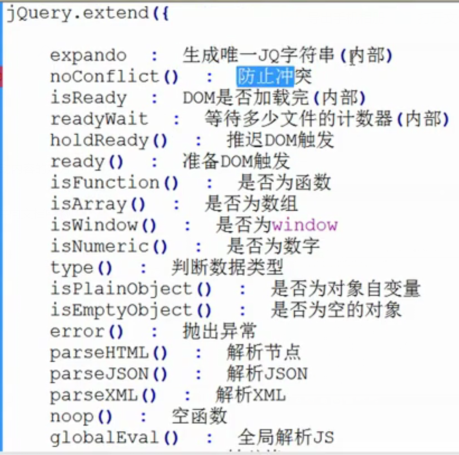 jQuery.extend({
expando : 生成唯一JQ字符串(内部)
noConflict() : 防止冲突
isReady : DOM是否加载完(内部)
readyWait : 等待多少文件的计数器(内部)
holdReady() : 推迟DOM触发
ready() : 准备DOM触发
isFunction() : 是否为函数
isArray() : 是否为数组
isWindow() : 是否为window
isNumeric() : 是否为数字
type() : 判断数据类型
isPlainObject() : 是否为对象自变量
isEmptyObject() : 是否为空的对象
error() : 抛出异常
parseHTML() : 解析节点
parseJSON() : 解析JSON
parseXML() : 解析XML
noop() : 空函数
globalEval() : 全局解析JS